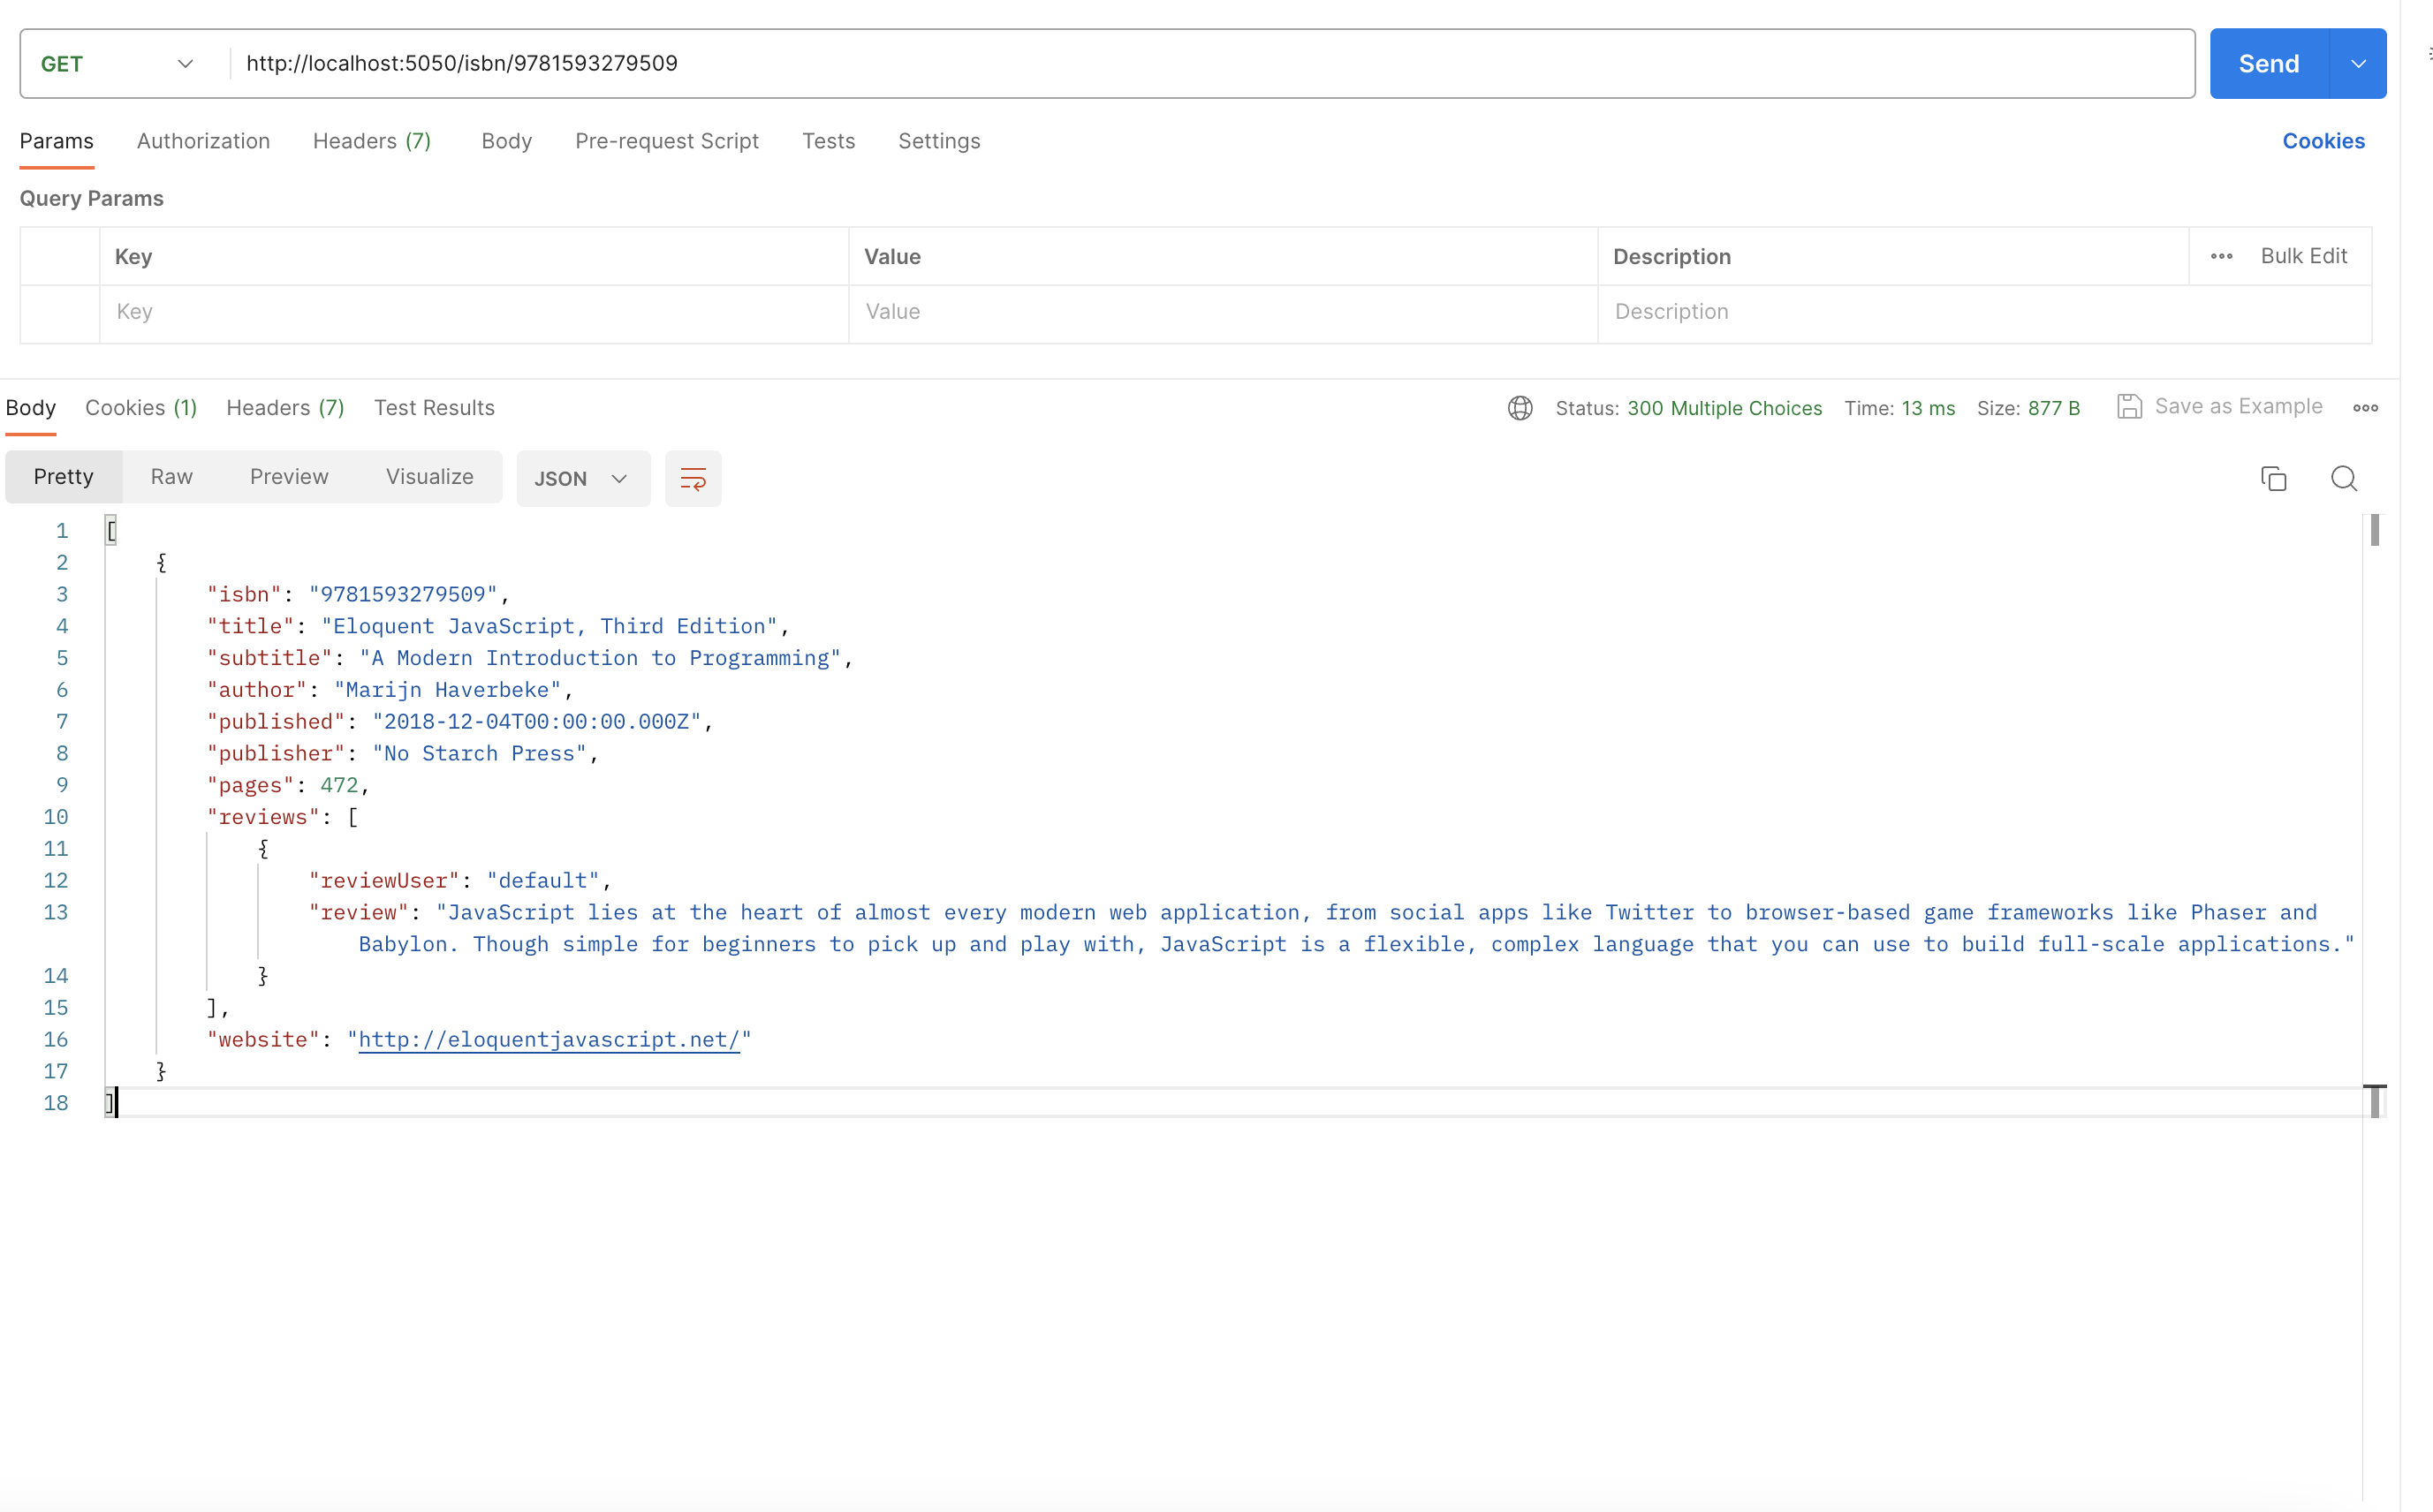 GET http://localhost:5050/isbn/9781593279509 Send
Params Authorization Headers (7) Body Pre-request Script Tests Settings Cookies
Query Params
Key Value Description Bulk Edit
Key Value Description
Body Cookies (1) Headers (7) Test Results Status: 300 Multiple Choices Time: 13 ms Size: 877 B Save as Example
Pretty Raw Preview Visualize JSON
1 [
2 {
3 "isbn": "9781593279509",
4 "title": "Eloquent JavaScript, Third Edition",
5 "subtitle": "A Modern Introduction to Programming",
6 "author": "Marijn Haverbeke",
7 "published": "2018-12-04T00:00:00.000Z",
8 "publisher": "No Starch Press",
9 "pages": 472,
10 "reviews": [
11 {
12 "reviewUser": "default",
13 "review": "JavaScript lies at the heart of almost every modern web application, from social apps like Twitter to browser-based game frameworks like Phaser and
Babylon. Though simple for beginners to pick up and play with, JavaScript is a flexible, complex language that you can use to build full-scale applications."
14 }
15 ],
16 "website": "http://eloquentjavascript.net/"
17 }
18 ]